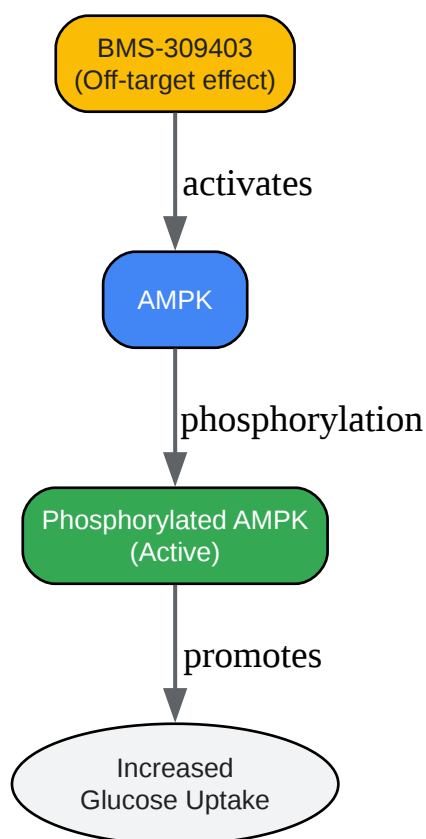 BMS-309403
(Off-target effect)
activates
AMPK
phosphorylation
Phosphorylated AMPK
(Active)
promotes
Increased
Glucose Uptake